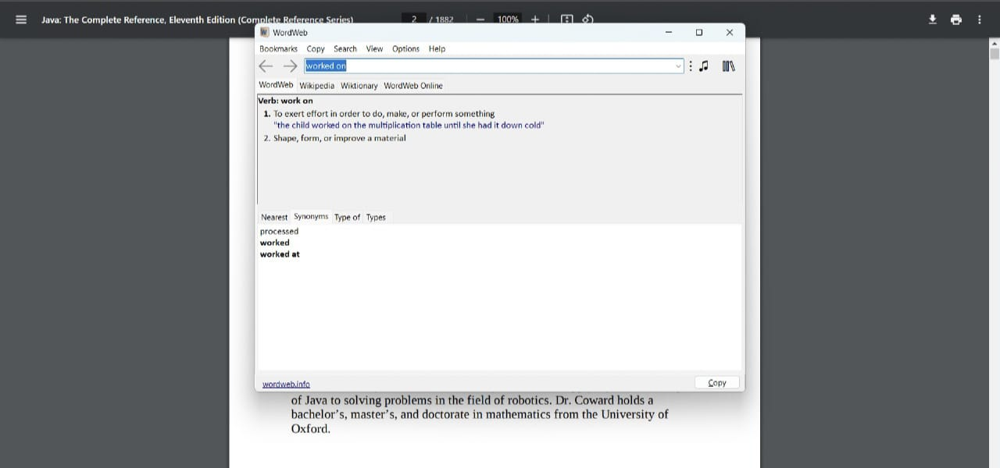 Java: The Complete Reference, Eleventh Edition (Complete Reference Series)
2 / 1882
100%
WordWeb
Bookmarks Copy Search View Options Help
worked on
WordWeb Wikipedia Wiktionary WordWeb Online
Verb: work on
1. To exert effort in order to do, make, or perform something
"the child worked on the multiplication table until she had it down cold"
2. Shape, form, or improve a material
Nearest Synonyms Type of Types
processed
worked
worked at
wordweb.info
Copy
of Java to solving problems in the field of robotics. Dr. Coward holds a
bachelor’s, master’s, and doctorate in mathematics from the University of
Oxford.